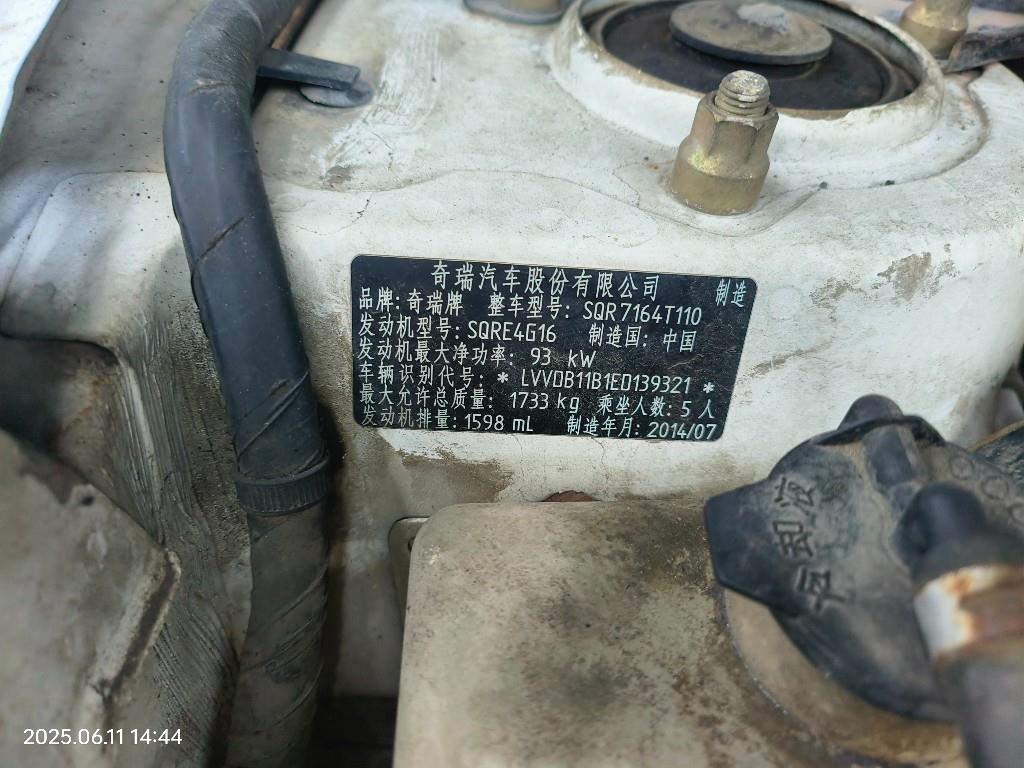 奇瑞汽车股份有限公司 制造
品牌: 奇瑞牌 整车型号: SQR7164T110
发动机型号: SQRE4G16 制造国: 中国
发动机最大净功率: 93 kW
车辆识别代号: * LVVDB11B1ED139321 *
最大允许总质量: 1733 kg 乘坐人数: 5 人
发动机排量: 1598 mL 制造年月: 2014/07
冷却液
2025.06.11 14:44